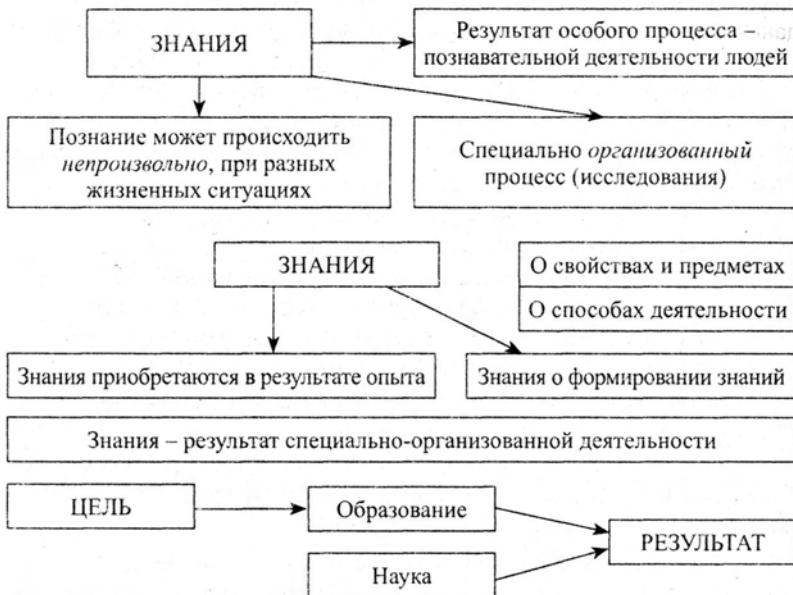 ЗНАНИЯ
Результат особого процесса –
познавательной деятельности людей
Познание может происходить
непроизвольно, при разных
жизненных ситуациях
Специально организованный
процесс (исследования)
ЗНАНИЯ
О свойствах и предметах
О способах деятельности
Знания приобретаются в результате опыта
Знания о формировании знаний
Знания – результат специально-организованной деятельности
ЦЕЛЬ
Образование
РЕЗУЛЬТАТ
Наука